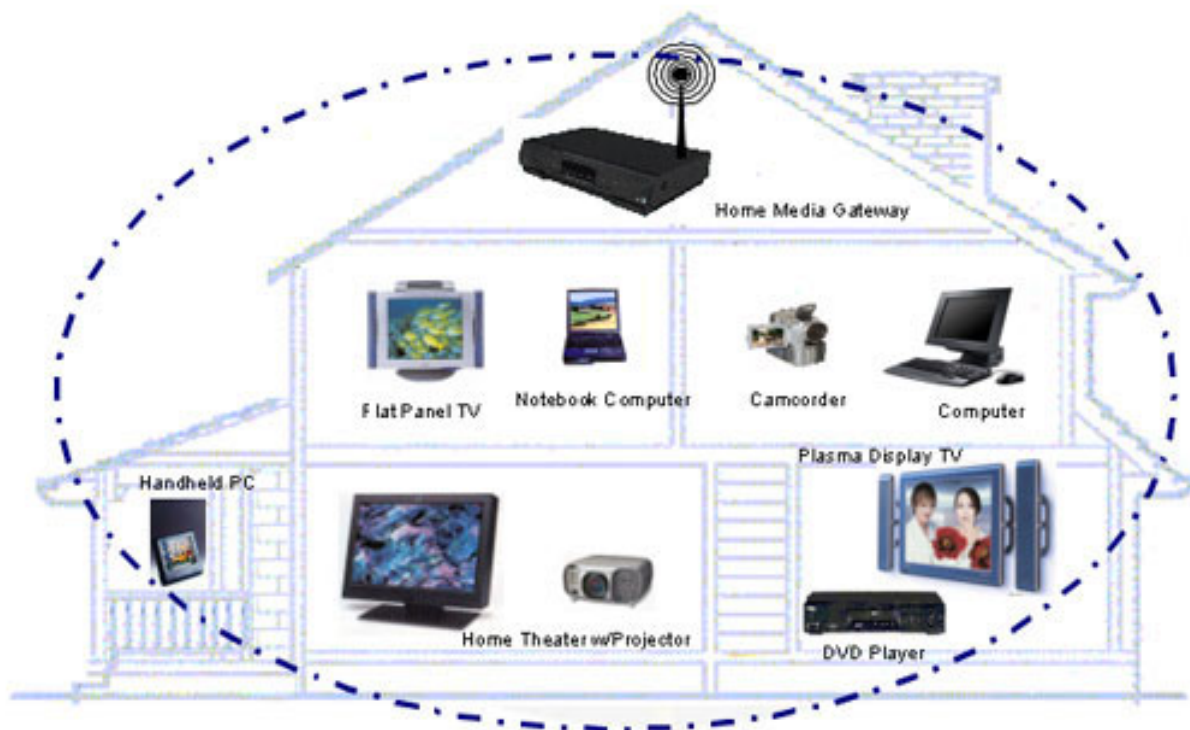 Home Media Gateway
Flat Panel TV
Notebook Computer
Camcorder
Computer
Handheld PC
Plasma Display TV
Home Theater w/Projector
DVD Player